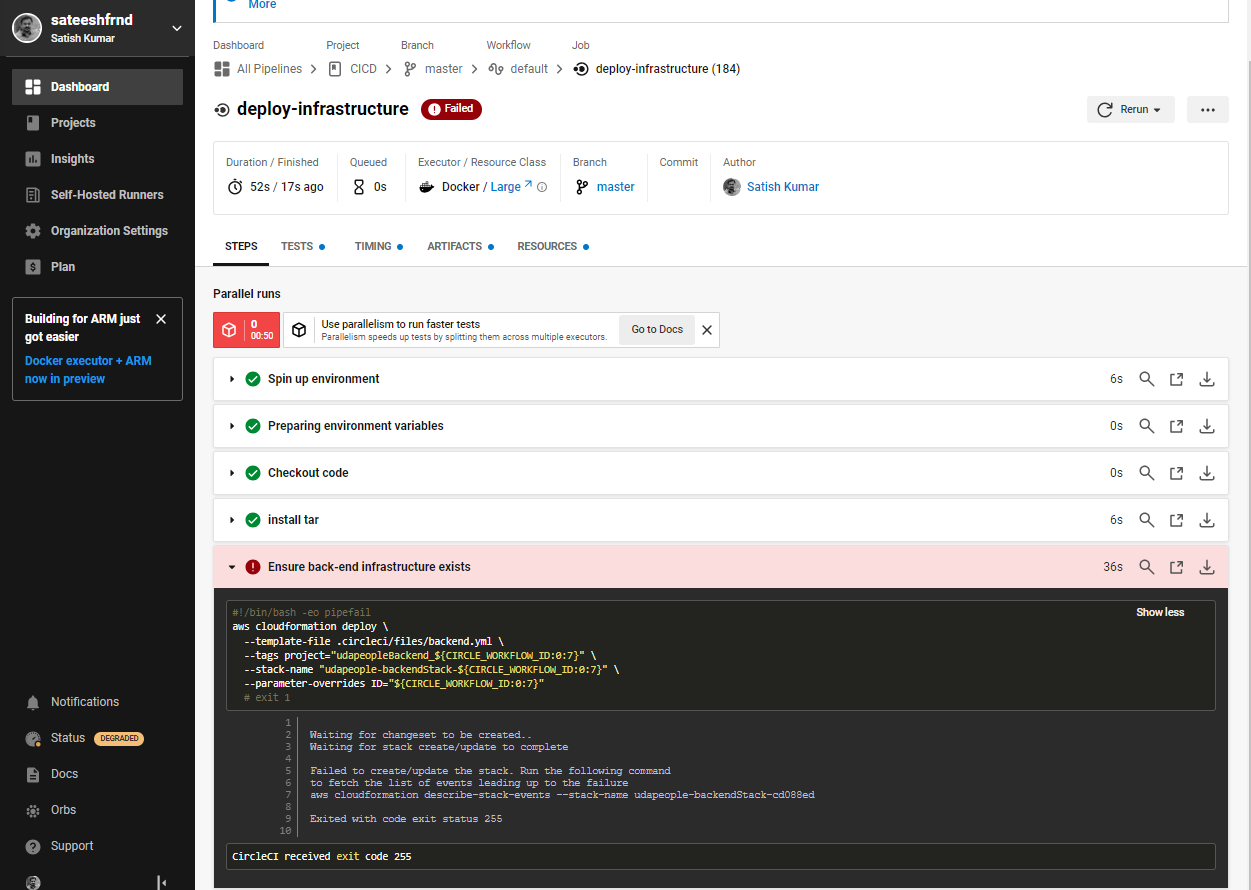 sateeshfrnd
Satish Kumar
Dashboard
Projects
Insights
Self-Hosted Runners
Organization Settings
Plan
Building for ARM just
got easier
Docker executor + ARM
now in preview
Notifications
Status DEGRADED
Docs
Orbs
Support
More
Dashboard Project Branch Workflow Job
All Pipelines CICD master default deploy-infrastructure (184)
deploy-infrastructure Failed
Rerun
Duration / Finished Queued Executor / Resource Class Branch Commit Author
52s / 17s ago 0s Docker / Large master Satish Kumar
STEPS TESTS TIMING ARTIFACTS RESOURCES
Parallel runs
0
00:50
Use parallelism to run faster tests
Parallelism speeds up tests by splitting them across multiple executors.
Go to Docs
Spin up environment 6s
Preparing environment variables 0s
Checkout code 0s
install tar 6s
Ensure back-end infrastructure exists 36s
#!/bin/bash -eo pipefail
Show less
aws cloudformation deploy \
--template-file .circleci/files/backend.yml \
--tags project="udapeopleBackend_${CIRCLE_WORKFLOW_ID:0:7}" \
--stack-name "udapeople-backendStack-${CIRCLE_WORKFLOW_ID:0:7}" \
--parameter-overrides ID="${CIRCLE_WORKFLOW_ID:0:7}"
# exit 1
1
2 Waiting for changeset to be created..
3 Waiting for stack create/update to complete
4
5 Failed to create/update the stack. Run the following command
6 to fetch the list of events leading up to the failure
7 aws cloudformation describe-stack-events --stack-name udapeople-backendStack-cd088ed
8
9 Exited with code exit status 255
10
CircleCI received exit code 255